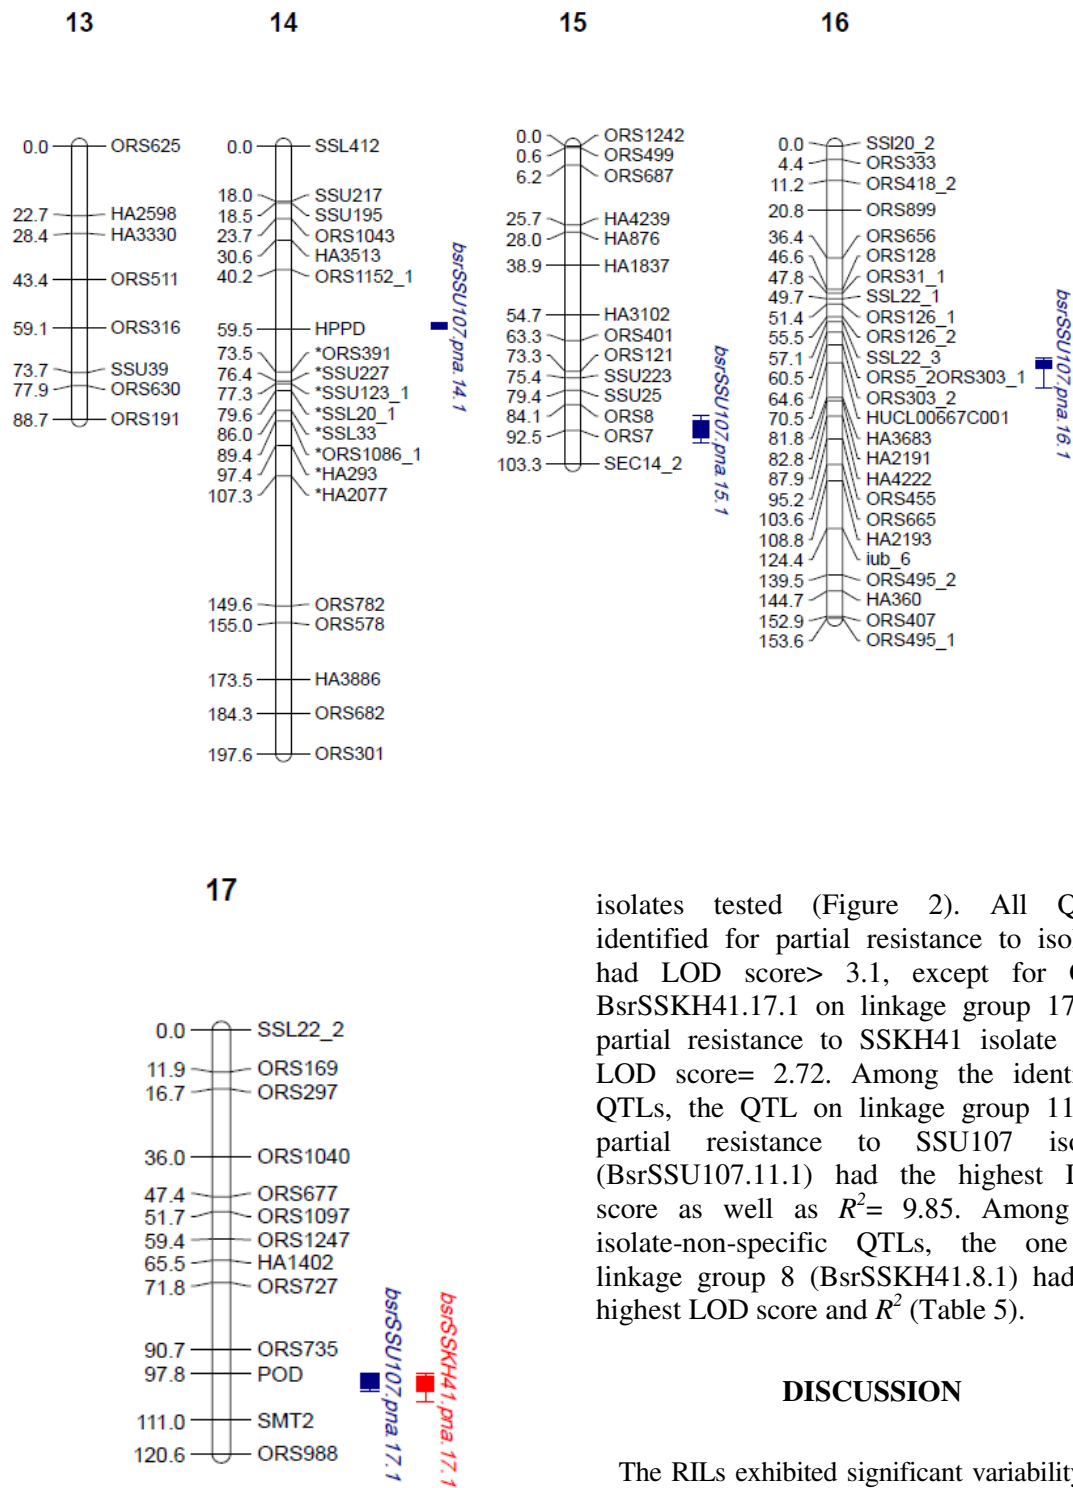 13
14
15
16
0.0 ORS625
22.7 HA2598
28.4 HA3330
43.4 ORS511
59.1 ORS316
73.7 SSU39
77.9 ORS630
88.7 ORS191
0.0 SSL412
18.0 SSU217
18.5 SSU195
23.7 ORS1043
30.6 HA3513
40.2 ORS1152_1
59.5 HPPD
73.5 *ORS391
76.4 *SSU227
77.3 *SSU123_1
79.6 *SSL20_1
86.0 *SSL33
89.4 *ORS1086_1
97.4 *HA293
107.3 *HA2077
149.6 ORS782
155.0 ORS578
173.5 HA3886
184.3 ORS682
197.6 ORS301
bsrSSU107.pna.14.1
0.0 ORS1242
0.6 ORS499
6.2 ORS687
25.7 HA4239
28.0 HA876
38.9 HA1837
54.7 HA3102
63.3 ORS401
73.3 ORS121
75.4 SSU223
79.4 SSU25
84.1 ORS8
92.5 ORS7
103.3 SEC14_2
bsrSSU107.pna.15.1
0.0 SSI20_2
4.4 ORS333
11.2 ORS418_2
20.8 ORS899
36.4 ORS656
46.6 ORS128
47.8 ORS31_1
49.7 SSL22_1
51.4 ORS126_1
55.5 ORS126_2
57.1 SSL22_3
60.5 ORS5_2ORS303_1
64.6 ORS303_2
70.5 HUCL00667C001
81.8 HA3683
82.8 HA2191
87.9 HA4222
95.2 ORS455
103.6 ORS665
108.8 HA2193
124.4 iub_6
139.5 ORS495_2
144.7 HA360
152.9 ORS407
153.6 ORS495_1
bsrSSU107.pna.16.1
17
0.0 SSL22_2
11.9 ORS169
16.7 ORS297
36.0 ORS1040
47.4 ORS677
51.7 ORS1097
59.4 ORS1247
65.5 HA1402
71.8 ORS727
90.7 ORS735
97.8 POD
111.0 SMT2
120.6 ORS988
bsrSSU107.pna.17.1
bsrSSKH41.pna.17.1
isolates tested (Figure 2). All Q
identified for partial resistance to isol
had LOD score> 3.1, except for
BsrSSKH41.17.1 on linkage group 17
partial resistance to SSKH41 isolate
LOD score= 2.72. Among the identi
QTLs, the QTL on linkage group 11
partial resistance to SSU107 iso
(BsrSSU107.11.1) had the highest
score as well as R²= 9.85. Among
isolate-non-specific QTLs, the one
linkage group 8 (BsrSSKH41.8.1) had
highest LOD score and R² (Table 5).
DISCUSSION
The RILs exhibited significant variability